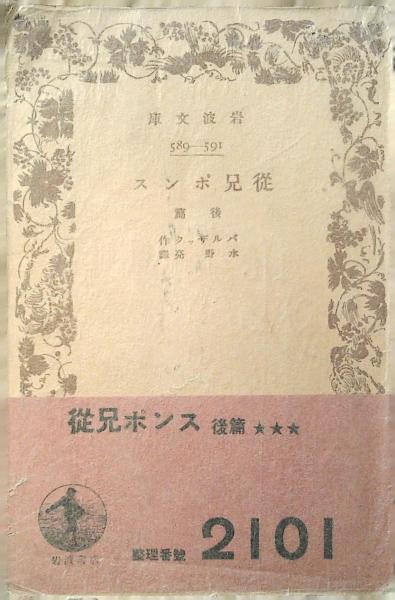 岩波文庫
589—591
從兄ポンス
後篇
バルザック作
水野亮譯
從兄ポンス 後篇 ★★★
岩波書店
整理番號 2101